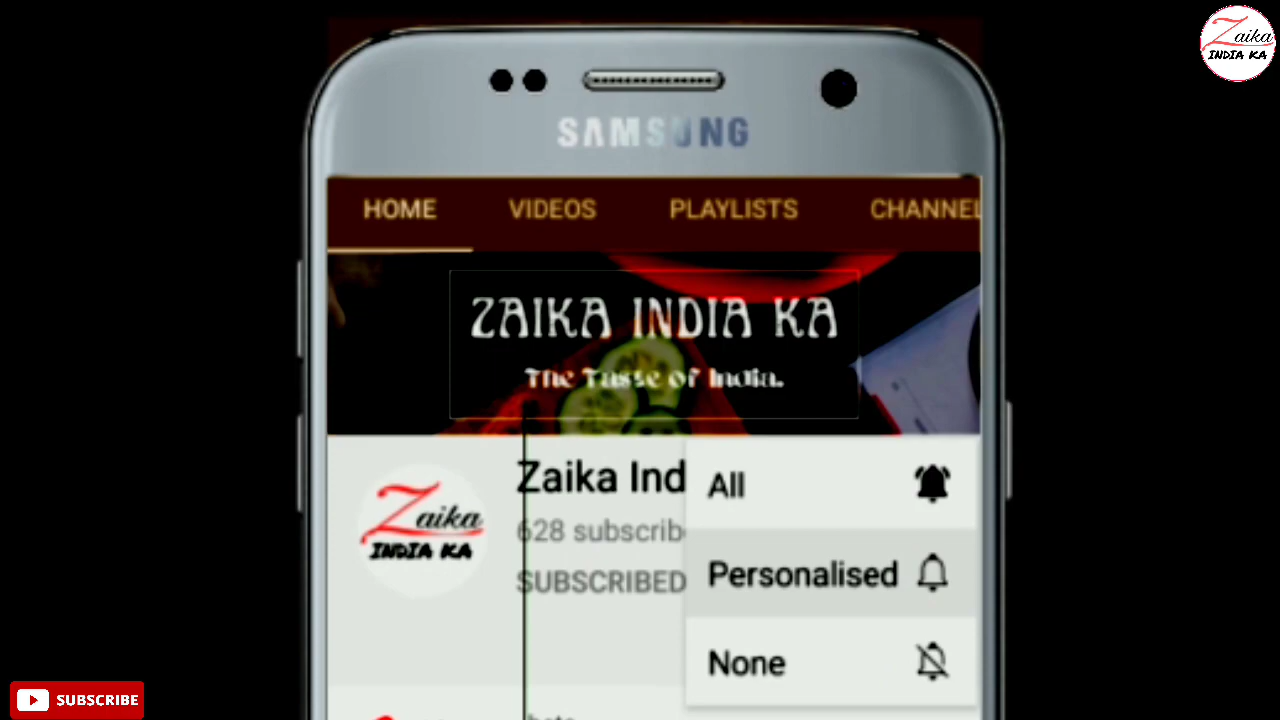 Zaika
INDIA KA
SAMSUNG
HOME VIDEOS PLAYLISTS CHANNEL
ZAIKA INDIA KA
The Taste of India.
Zaika Ind
628 subscrib
SUBSCRIBED
All
Personalised
None
Zaika
INDIA KA
SUBSCRIBE